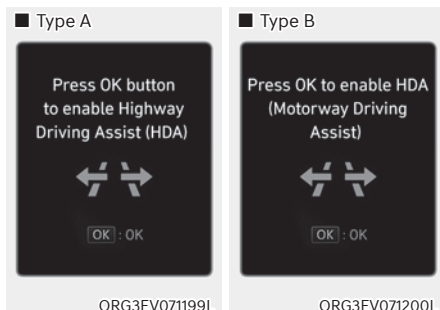 ■ Type A
Press OK button
to enable Highway
Driving Assist (HDA)
OK : OK
ORG3EV071199L
■ Type B
Press OK to enable HDA
(Motorway Driving
Assist)
OK : OK
ORG3EV071200L